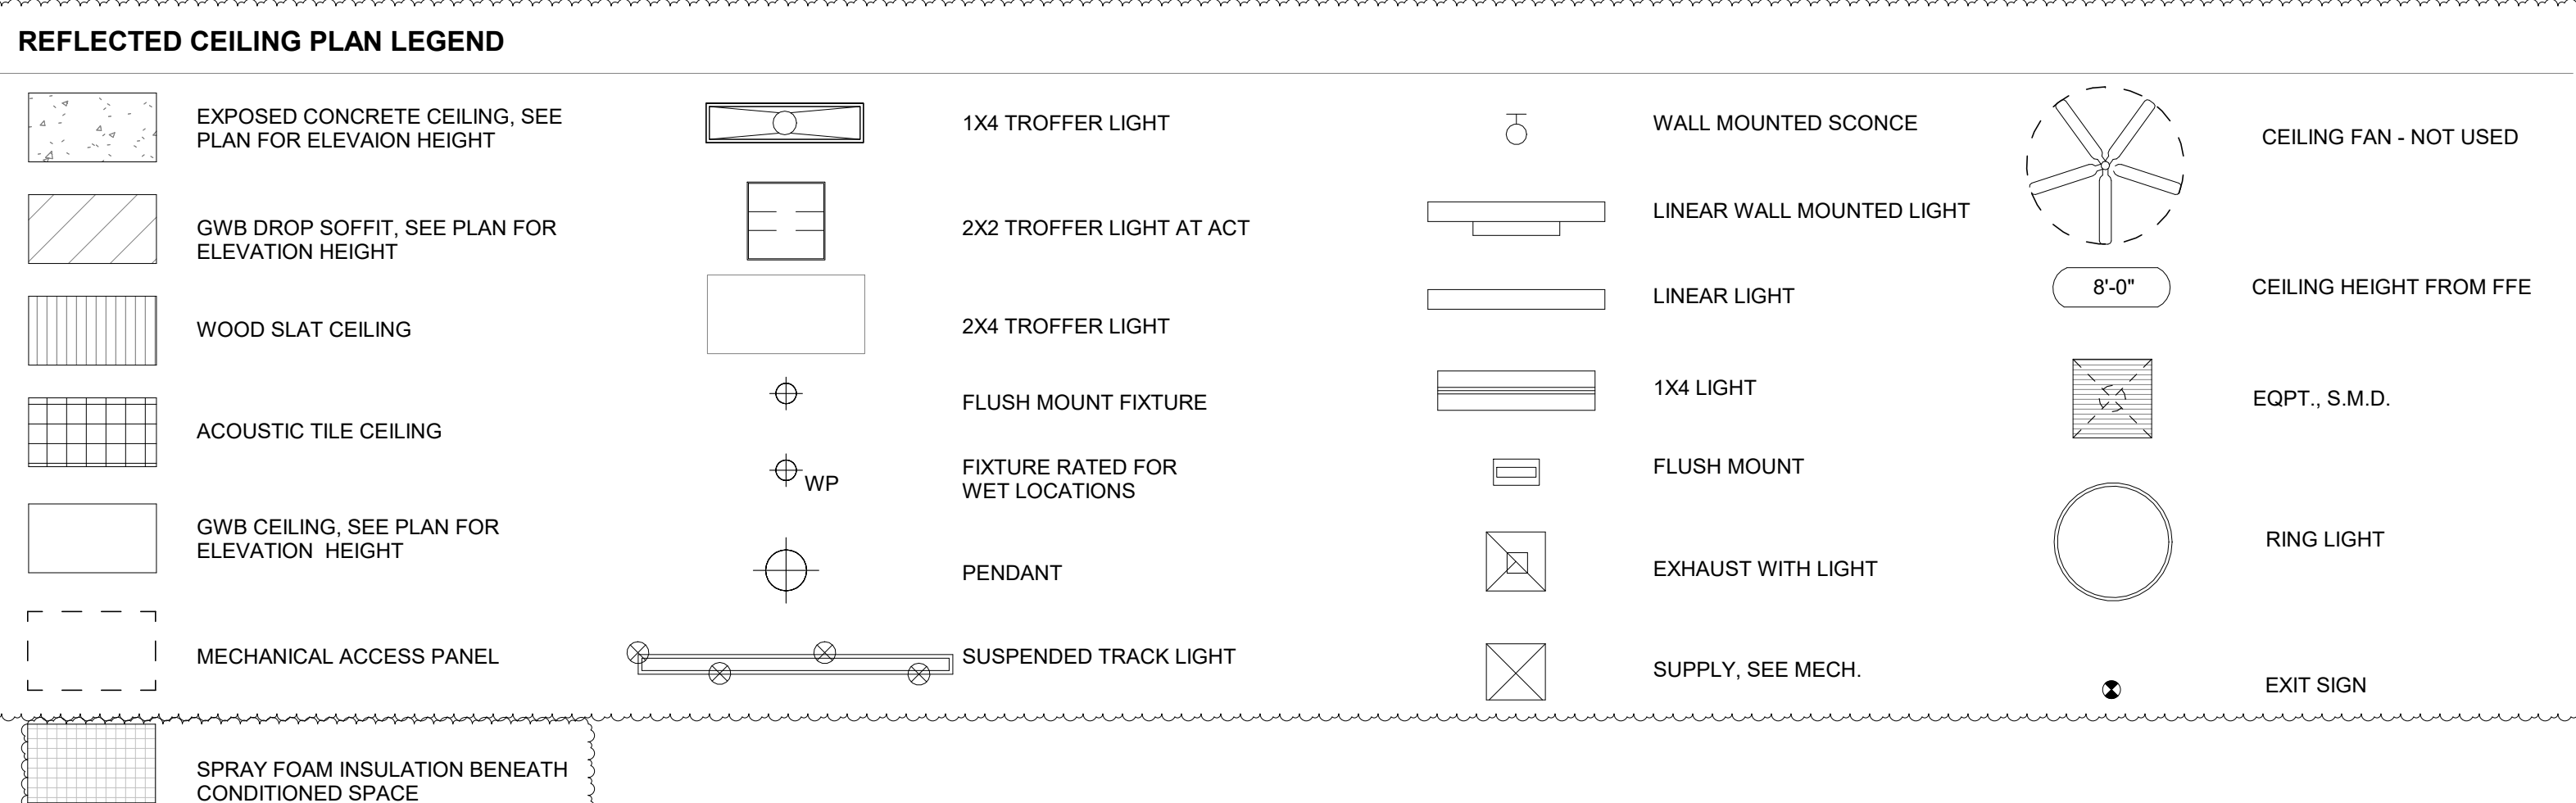 REFLECTED CEILING PLAN LEGEND
EXPOSED CONCRETE CEILING, SEE
PLAN FOR ELEVAION HEIGHT
GWB DROP SOFFIT, SEE PLAN FOR
ELEVATION HEIGHT
WOOD SLAT CEILING
ACOUSTIC TILE CEILING
GWB CEILING, SEE PLAN FOR
ELEVATION  HEIGHT
MECHANICAL ACCESS PANEL
SPRAY FOAM INSULATION BENEATH
CONDITIONED SPACE
1X4 TROFFER LIGHT
2X2 TROFFER LIGHT AT ACT
2X4 TROFFER LIGHT
FLUSH MOUNT FIXTURE
WP
FIXTURE RATED FOR
WET LOCATIONS
PENDANT
SUSPENDED TRACK LIGHT
WALL MOUNTED SCONCE
LINEAR WALL MOUNTED LIGHT
LINEAR LIGHT
1X4 LIGHT
FLUSH MOUNT
EXHAUST WITH LIGHT
SUPPLY, SEE MECH.
CEILING FAN - NOT USED
8'-0"
CEILING HEIGHT FROM FFE
EQPT., S.M.D.
RING LIGHT
EXIT SIGN